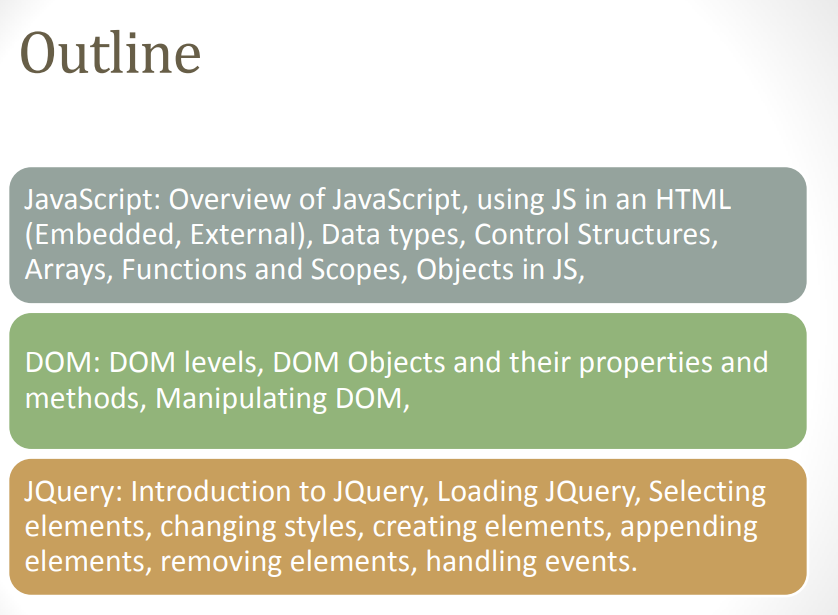 Outline
JavaScript: Overview of JavaScript, using JS in an HTML
(Embedded, External), Data types, Control Structures,
Arrays, Functions and Scopes, Objects in JS,
DOM: DOM levels, DOM Objects and their properties and
methods, Manipulating DOM,
JQuery: Introduction to JQuery, Loading JQuery, Selecting
elements, changing styles, creating elements, appending
elements, removing elements, handling events.